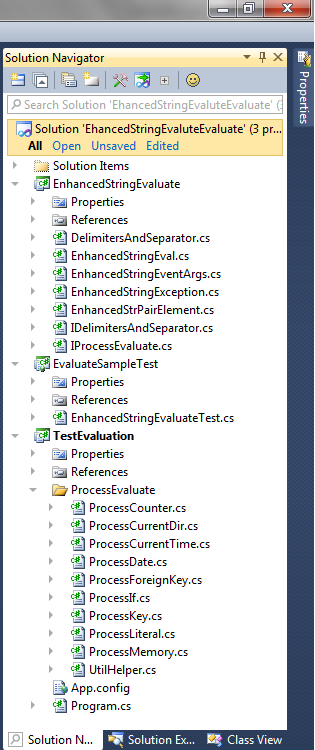 Solution Navigator
Search Solution 'EhancedStringEvaluteEvaluate' (3
Solution 'EhancedStringEvaluteEvaluate' (3 pr...
All Open Unsaved Edited
Solution Items
EnhancedStringEvaluate
Properties
References
DelimitersAndSeparator.cs
EnhancedStringEval.cs
EnhancedStringEventArgs.cs
EnhancedStringException.cs
EnhancedStrPairElement.cs
IDelimitersAndSeparator.cs
IProcessEvaluate.cs
EvaluateSampleTest
Properties
References
EnhancedStringEvaluateTest.cs
TestEvaluation
Properties
References
ProcessEvaluate
ProcessCounter.cs
ProcessCurrentDir.cs
ProcessCurrentTime.cs
ProcessDate.cs
ProcessForeignKey.cs
ProcessIf.cs
ProcessKey.cs
ProcessLiteral.cs
ProcessMemory.cs
UtilHelper.cs
App.config
Program.cs
Solution N... Solution Ex... Class View
Properties